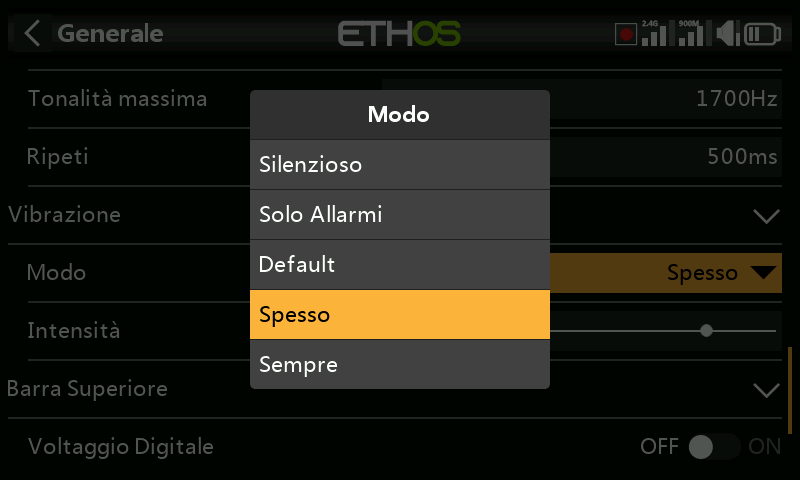 Generale ETHOS 2.4G 900M
Tonalità massima 1700Hz
Modo
Ripeti 500ms
Silenzioso
Vibrazione Solo Allarmi
Modo Default Spesso
Intensità Spesso
Sempre
Barra Superiore
Voltaggio Digitale OFF ON